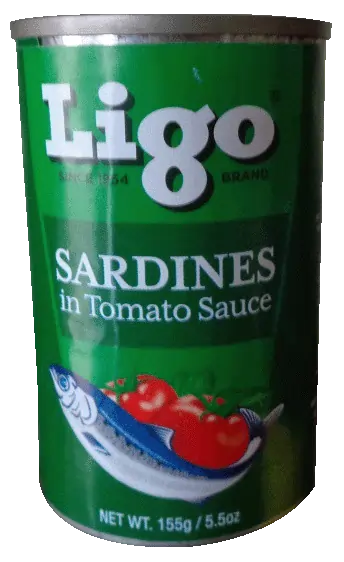 Ligo
SINCE 1954 BRAND
SARDINES
in Tomato Sauce
NET WT. 155g / 5.5oz